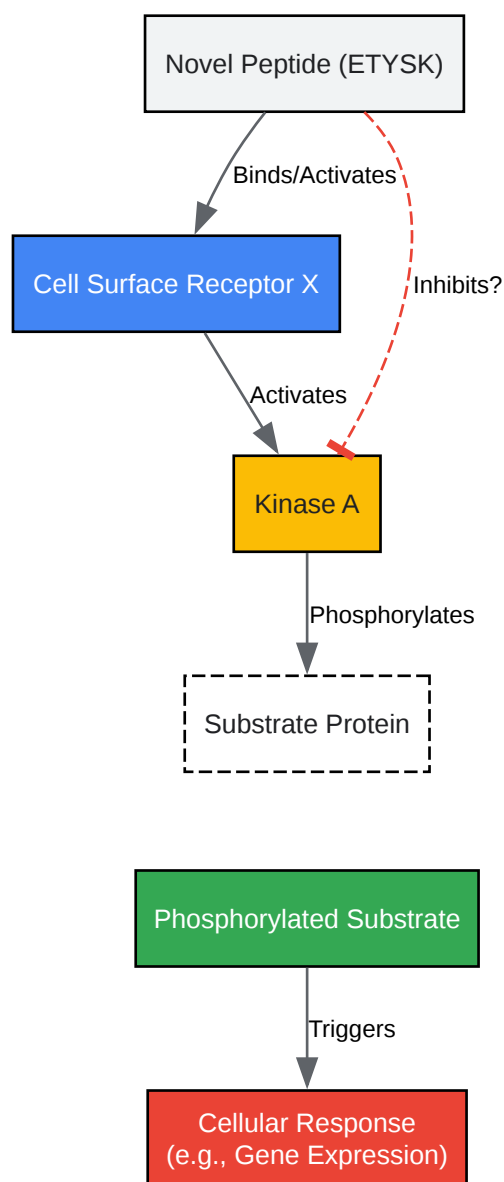 Novel Peptide (ETYSK)
Binds/Activates
Cell Surface Receptor X
Inhibits?
Activates
Kinase A
Phosphorylates
Substrate Protein
Phosphorylated Substrate
Triggers
Cellular Response
(e.g., Gene Expression)